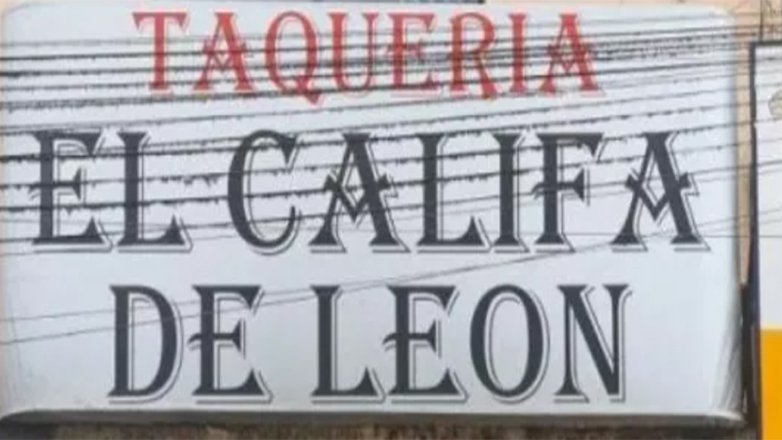 TAQUERIA
EL CALIFA
DE LEON